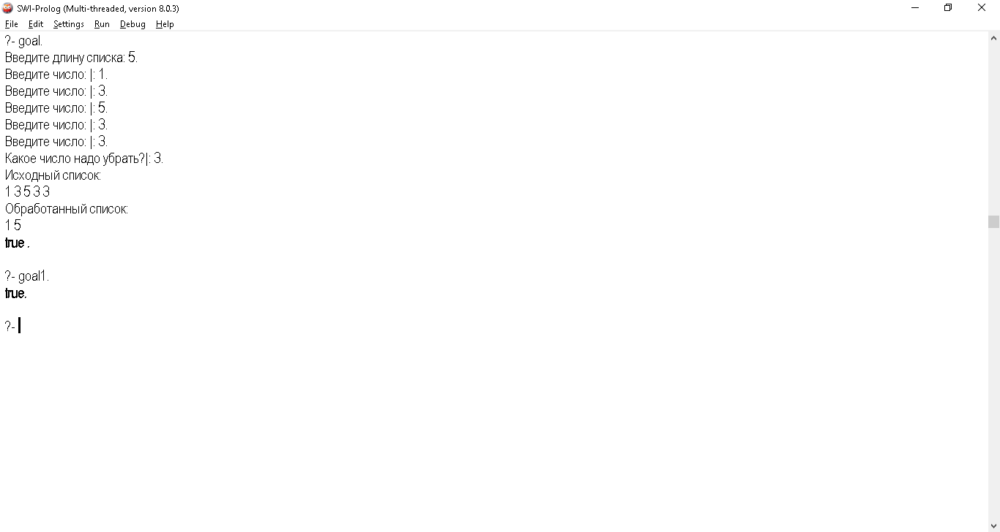 SWI-Prolog (Multi-threaded, version 8.0.3)
File Edit Settings Run Debug Help
?- goal.
Введите длину списка: 5.
Введите число: |: 1.
Введите число: |: 3.
Введите число: |: 5.
Введите число: |: 3.
Введите число: |: 3.
Какое число надо убрать?|: 3.
Исходный список:
1 3 5 3 3
Обработанный список:
1 5
true .
?- goal1.
true.
?-